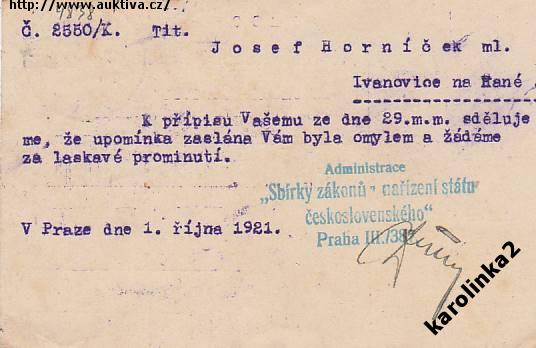 http://www.auktiva.cz/
Č. 2550/K. Tit.
Josef Horníček ml.
Ivanovice na Hané
K přípisu Vašemu ze dne 29.m.m. sděluje
me, že upomínka zaslána Vám byla omylem a žádáme
za laskavé prominutí.
Administrace
„Sbírky zákonů a nařízení státu
československého“
Praha III./387
V Praze dne 1. října 1921.
karolinka2